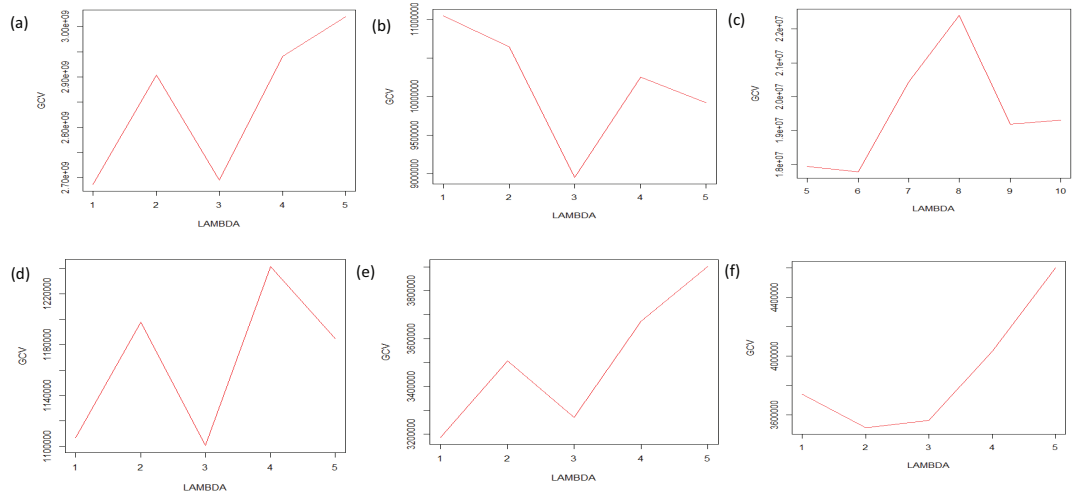 (a)
GCV
2.70e+09 2.80e+09 2.90e+09 3.00e+09
1 2 3 4 5
LAMBDA
(b)
GCV
9000000 9500000 10000000 11000000
1 2 3 4 5
LAMBDA
(c)
GCV
1.8e+07 1.9e+07 2.0e+07 2.1e+07 2.2e+07
5 6 7 8 9 10
LAMBDA
(d)
GCV
1100000 1140000 1180000 1220000
1 2 3 4 5
LAMBDA
(e)
GCV
3200000 3400000 3600000 3800000
1 2 3 4 5
LAMBDA
(f)
GCV
3600000 4000000 4400000
1 2 3 4 5
LAMBDA